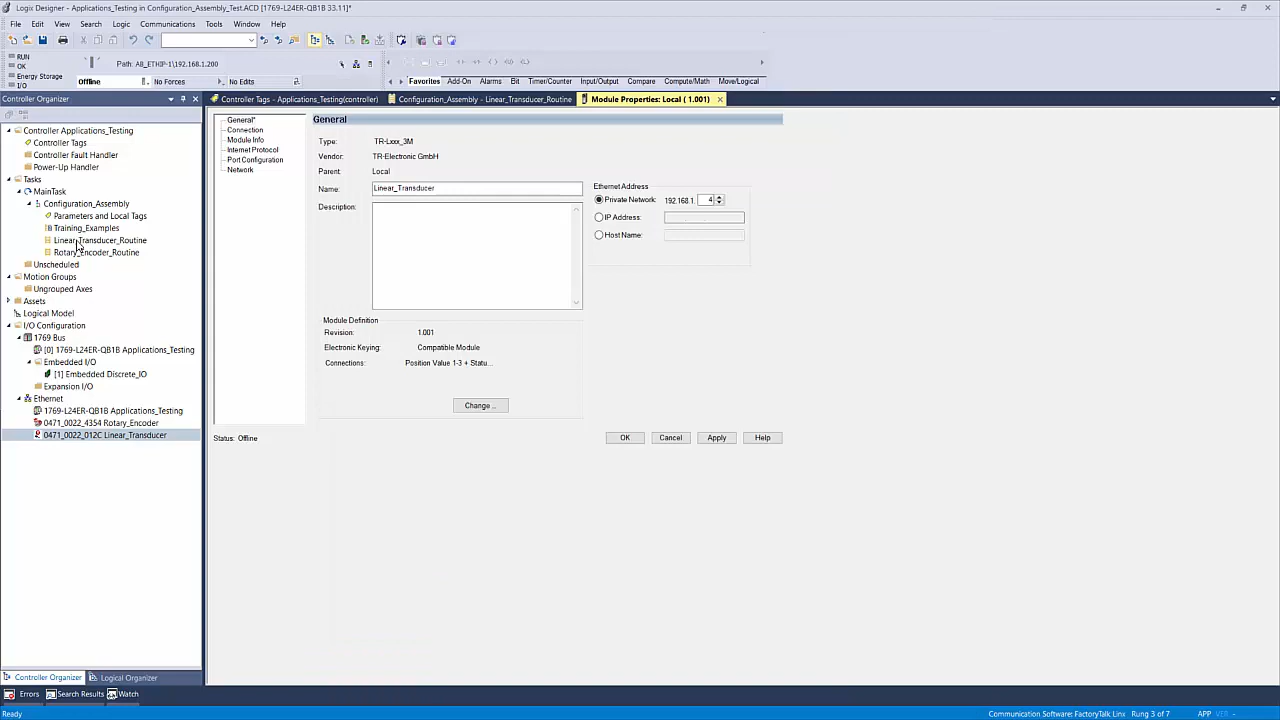 Logix Designer - Applications_Testing in Configuration_Assembly_Test.ACD [1769-L24ER-QB1B 33.11]*
File Edit View Search Logic Communications Tools Window Help
RUN
OK
Energy Storage
I/O
Path: AB_ETHIP-1\192.168.1.200
Offline No Forces No Edits
Favorites Add-On Alarms Bit Timer/Counter Input/Output Compare Compute/Math Move/Logical
Controller Organizer
Controller Tags - Applications_Testing(controller) Configuration_Assembly - Linear_Transducer_Routine Module Properties: Local ( 1.001)
Controller Applications_Testing
Controller Tags
Controller Fault Handler
Power-Up Handler
Tasks
MainTask
Configuration_Assembly
Parameters and Local Tags
Training_Examples
Linear_Transducer_Routine
Rotary_Encoder_Routine
Unscheduled
Motion Groups
Ungrouped Axes
Assets
Logical Model
I/O Configuration
1769 Bus
[0] 1769-L24ER-QB1B Applications_Testing
Embedded I/O
[1] Embedded Discrete_IO
Expansion I/O
Ethernet
1769-L24ER-QB1B Applications_Testing
0471_0022_4354 Rotary_Encoder
0471_0022_012C Linear_Transducer
General*
Connection
Module Info
Internet Protocol
Port Configuration
Network
General
Type: TR-Lxxx_3M
Vendor: TR-Electronic GmbH
Parent: Local
Name: Linear_Transducer
Description:
Ethernet Address
Private Network: 192.168.1. 4
IP Address:
Host Name:
Module Definition
Revision: 1.001
Electronic Keying: Compatible Module
Connections: Position Value 1-3 + Statu...
Change ...
Status: Offline
OK Cancel Apply Help
Controller Organizer Logical Organizer
Errors Search Results Watch
Ready
Communication Software: FactoryTalk Linx Rung 3 of 7 APP VER